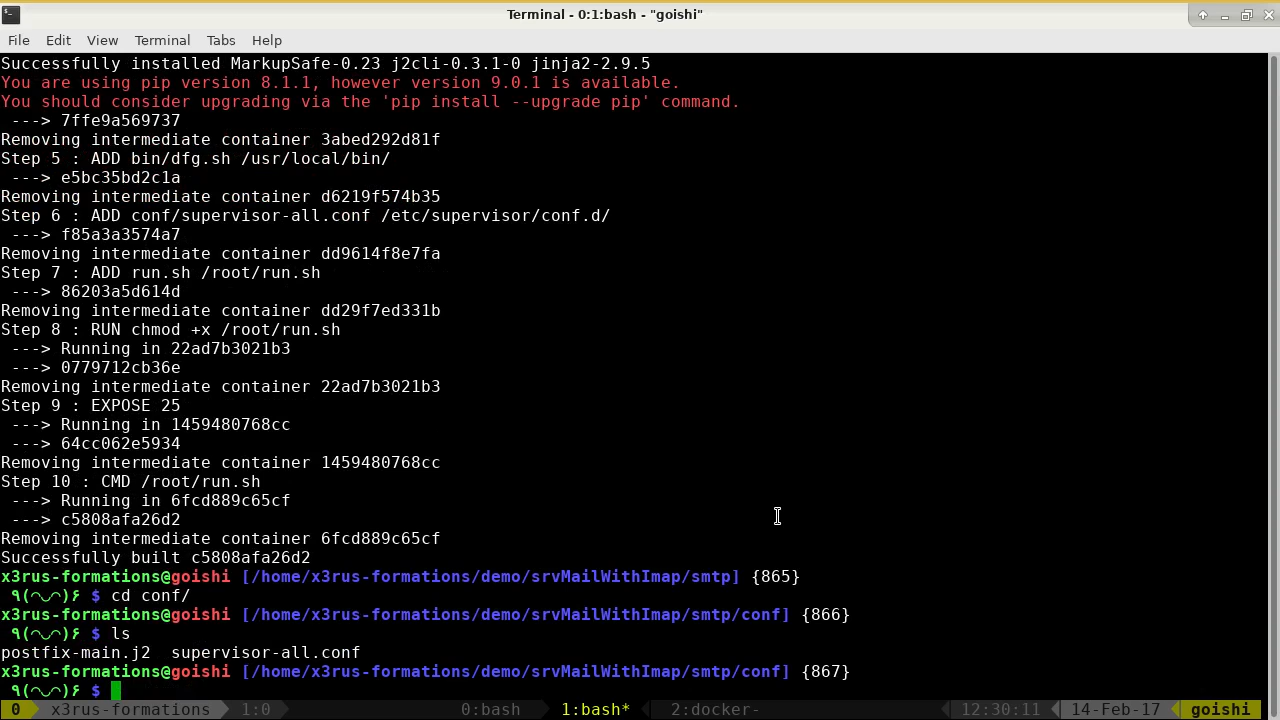 Terminal - 0:1:bash - "goishi"
File Edit View Terminal Tabs Help
Successfully installed MarkupSafe-0.23 j2cli-0.3.1-0 jinja2-2.9.5
You are using pip version 8.1.1, however version 9.0.1 is available.
You should consider upgrading via the 'pip install --upgrade pip' command.
 ---> 7ffe9a569737
Removing intermediate container 3abed292d81f
Step 5 : ADD bin/dfg.sh /usr/local/bin/
 ---> e5bc35bd2c1a
Removing intermediate container d6219f574b35
Step 6 : ADD conf/supervisor-all.conf /etc/supervisor/conf.d/
 ---> f85a3a3574a7
Removing intermediate container dd9614f8e7fa
Step 7 : ADD run.sh /root/run.sh
 ---> 86203a5d614d
Removing intermediate container dd29f7ed331b
Step 8 : RUN chmod +x /root/run.sh
 ---> Running in 22ad7b3021b3
 ---> 0779712cb36e
Removing intermediate container 22ad7b3021b3
Step 9 : EXPOSE 25
 ---> Running in 1459480768cc
 ---> 64cc062e5934
Removing intermediate container 1459480768cc
Step 10 : CMD /root/run.sh
 ---> Running in 6fcd889c65cf
 ---> c5808afa26d2
Removing intermediate container 6fcd889c65cf
Successfully built c5808afa26d2
x3rus-formations@goishi [/home/x3rus-formations/demo/srvMailWithImap/smtp] {865}
 ٩(◠◡◠)۶ $ cd conf/
x3rus-formations@goishi [/home/x3rus-formations/demo/srvMailWithImap/smtp/conf] {866}
 ٩(◠◡◠)۶ $ ls
postfix-main.j2  supervisor-all.conf
x3rus-formations@goishi [/home/x3rus-formations/demo/srvMailWithImap/smtp/conf] {867}
 ٩(◠◡◠)۶ $
0 x3rus-formations 1:0 0:bash 1:bash* 2:docker- 12:30:11 14-Feb-17 goishi